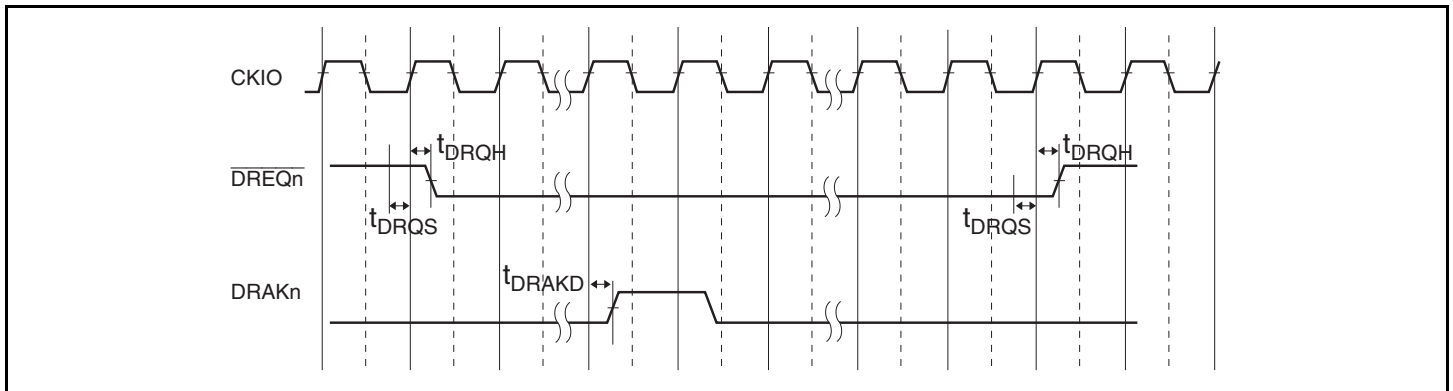 CKIO
tDRQH tDRQH
DREQn
tDRQS tDRQS
tDRAKD
DRAKn